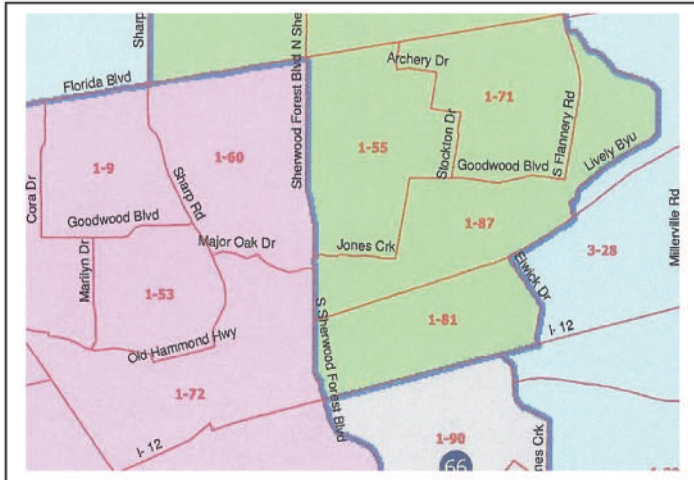 Sharp
Sherwood Forest Blvd N She
Florida Blvd
Archery Dr
1-71
S Flannery Rd
1-9
1-60
1-55
Stockton Dr
Goodwood Blvd
Lively Byu
Cora Dr
Sharp Rd
Goodwood Blvd
Major Oak Dr
Jones Crk
1-87
3-28
Millerville Rd
Marilyn Dr
1-53
Elwick Dr
S Sherwood Forest Blvd
1-81
I- 12
Old Hammond Hwy
1-72
I- 12
1-90
66
nes Crk